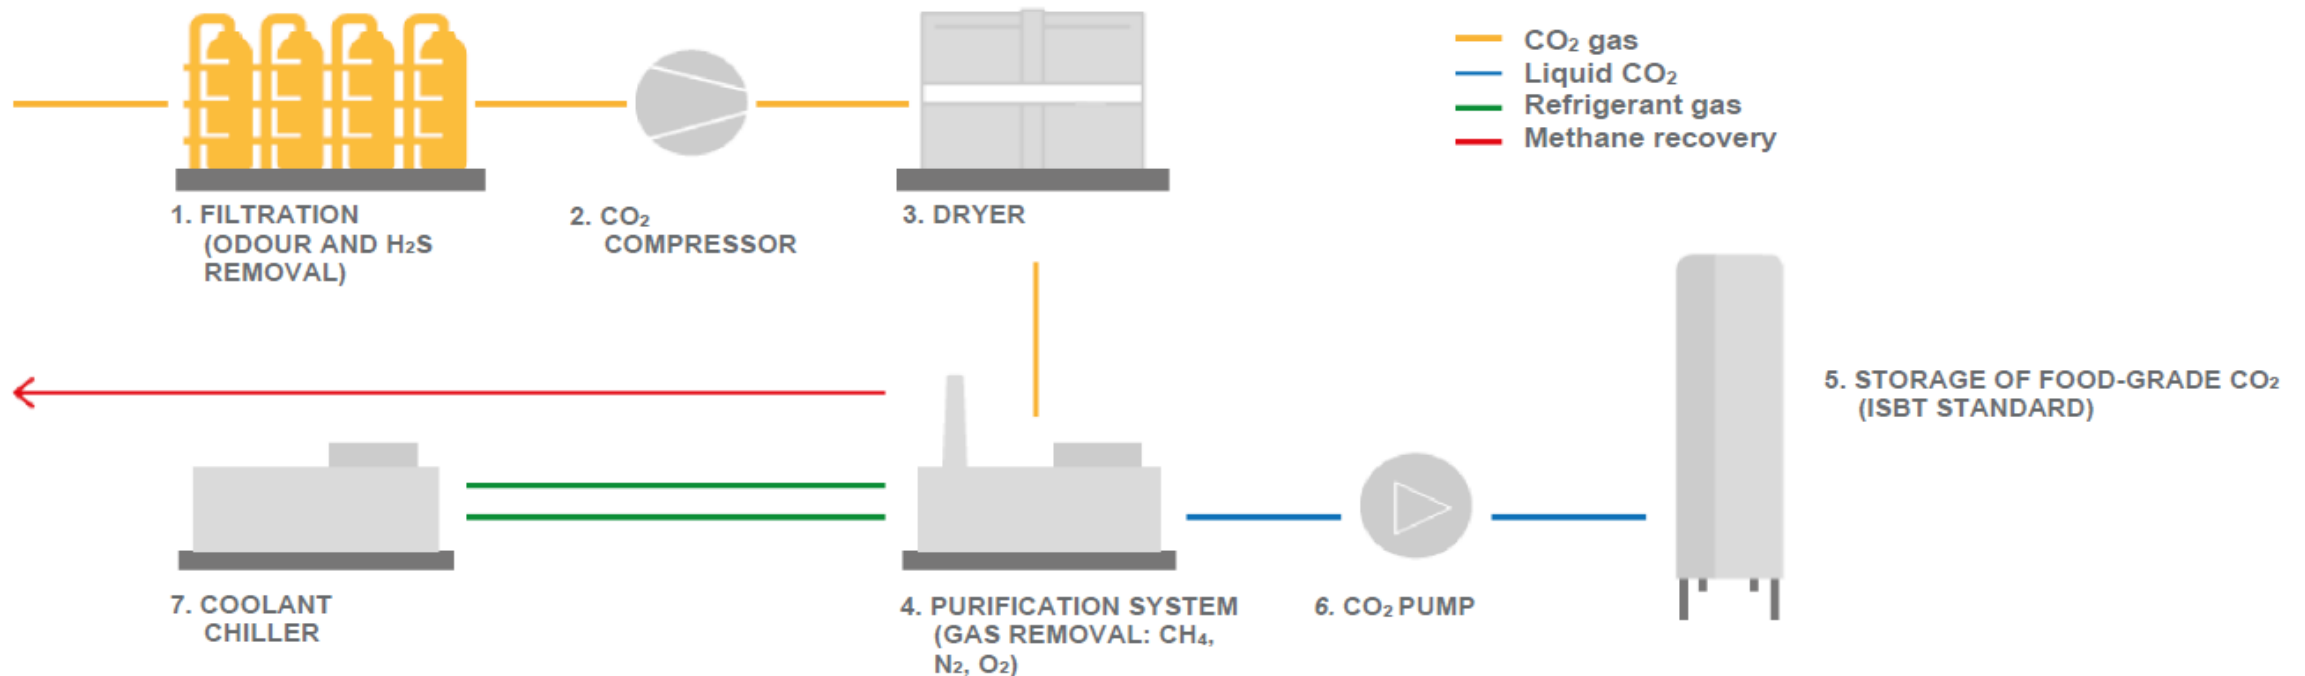 CO₂ gas
Liquid CO₂
Refrigerant gas
Methane recovery
1. FILTRATION
(ODOUR AND H₂S
REMOVAL)
2. CO₂
COMPRESSOR
3. DRYER
5. STORAGE OF FOOD-GRADE CO₂
(ISBT STANDARD)
7. COOLANT
CHILLER
4. PURIFICATION SYSTEM
(GAS REMOVAL: CH₄,
N₂, O₂)
6. CO₂ PUMP